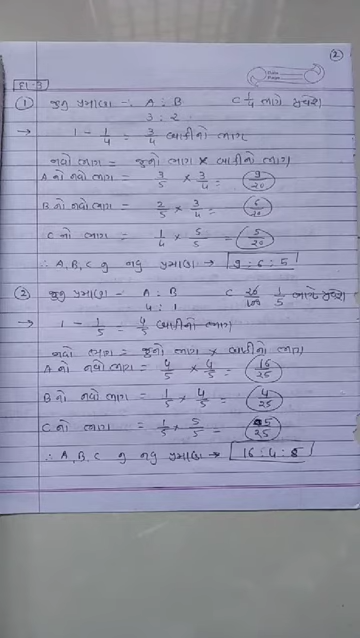 (2)
પ્રશ્ન-3
① જુનુ પ્રમાણ :- A : B C 1/4 ભાગે પ્રવેશ
3 : 2
→ 1 - 1/4 = 3/4 બાકીનો ભાગ
નવો ભાગ = જુનો ભાગ × બાકીનો ભાગ
A નો નવો ભાગ = 3/5 × 3/4 = 9/20
B નો નવો ભાગ = 2/5 × 3/4 = 6/20
C નો ભાગ = 1/4 × 5/5 = 5/20
∴ A, B, C નુ નવુ પ્રમાણ → 9 : 6 : 5
② જુનુ પ્રમાણ - A : B C 20/100 1/5 ભાગે પ્રવેશ
4 : 1
→ 1 - 1/5 = 4/5 બાકીનો ભાગ
નવો ભાગ = જુનો ભાગ × બાકીનો ભાગ
A નો નવો ભાગ = 4/5 × 4/5 = 16/25
B નો નવો ભાગ = 1/5 × 4/5 = 4/25
C નો ભાગ = 1/5 × 5/5 = 5/25
∴ A, B, C નુ નવુ પ્રમાણ → 16 : 4 : 8